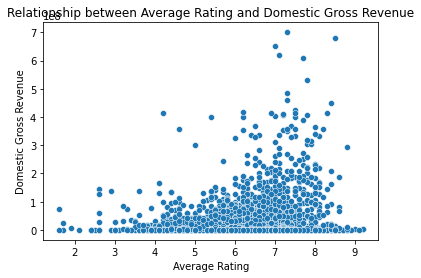 Relationship between Average Rating and Domestic Gross Revenue
1e8
7
6
5
4
3
2
1
0
Domestic Gross Revenue
2 3 4 5 6 7 8 9
Average Rating